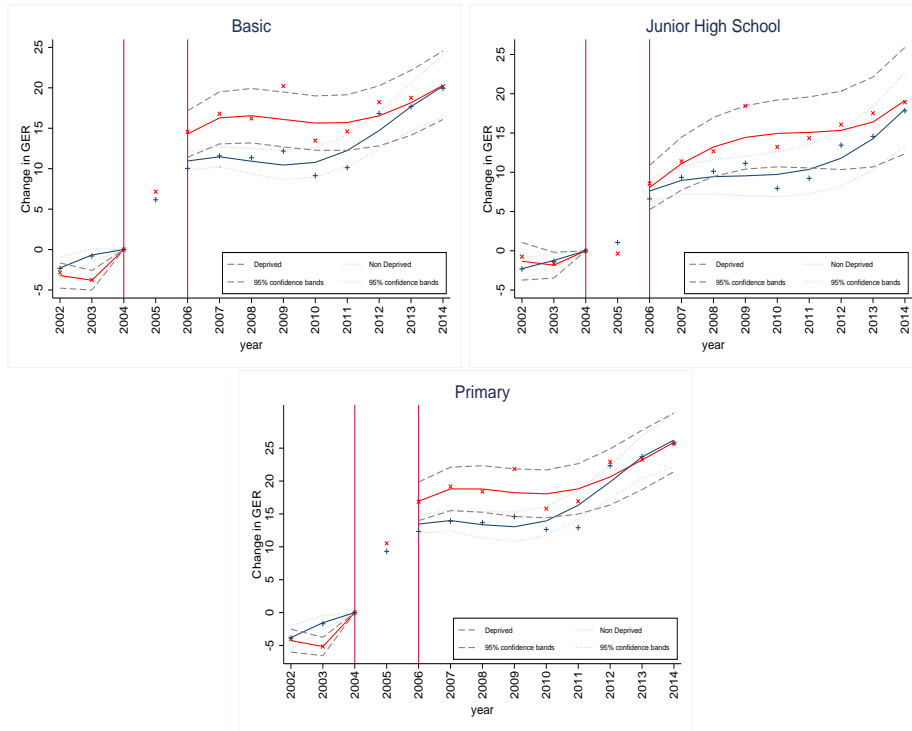 Basic
Change in GER
25
20
15
10
5
0
-5
Deprived
Non Deprived
95% confidence bands
95% confidence bands
2002
2003
2004
2005
2006
2007
2008
2009
2010
2011
2012
2013
2014
year
Junior High School
Change in GER
25
20
15
10
5
0
-5
Deprived
Non Deprived
95% confidence bands
95% confidence bands
2002
2003
2004
2005
2006
2007
2008
2009
2010
2011
2012
2013
2014
year
Primary
Change in GER
25
20
15
10
5
0
-5
Deprived
Non Deprived
95% confidence bands
95% confidence bands
2002
2003
2004
2005
2006
2007
2008
2009
2010
2011
2012
2013
2014
year